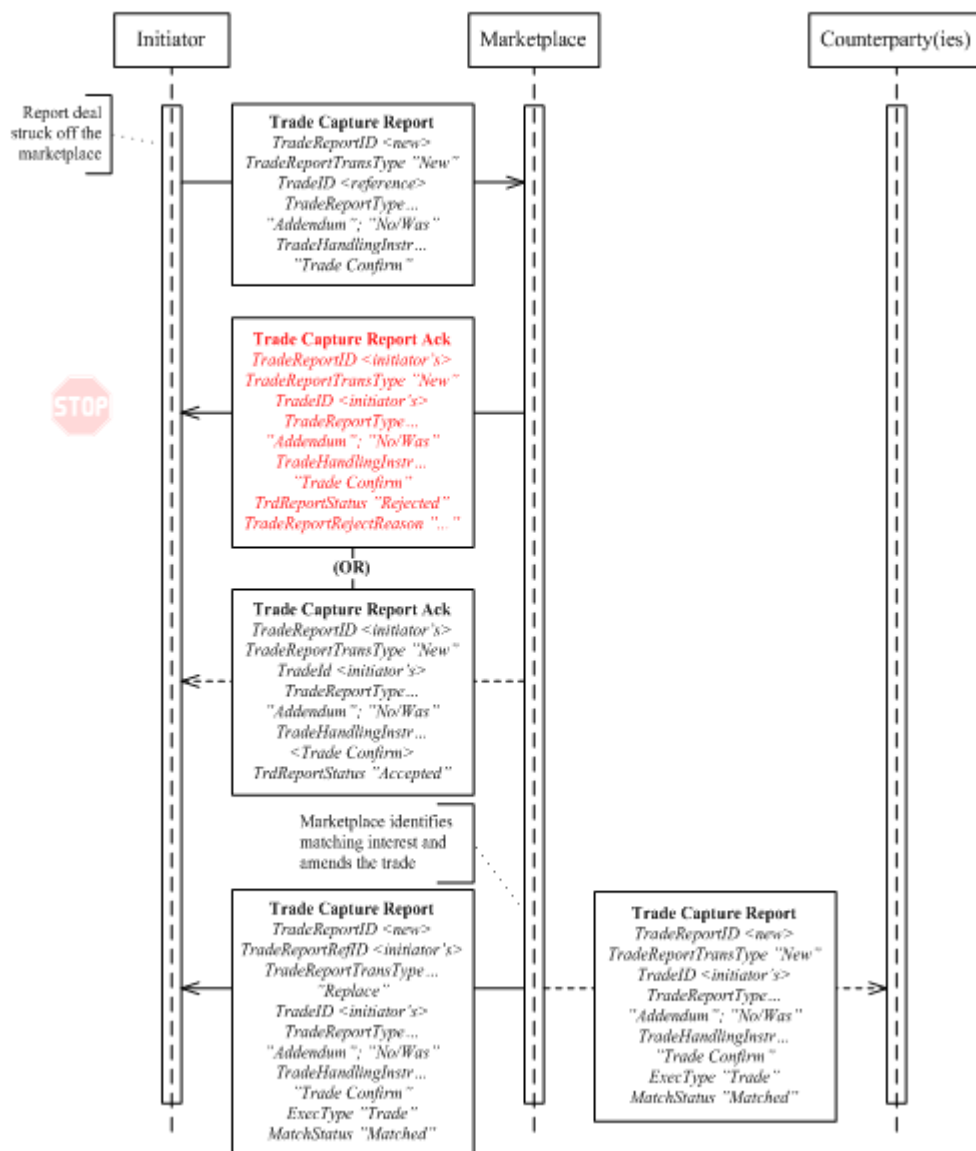 Initiator
Marketplace
Counterparty(ies)
Report deal
struck off the
marketplace
Trade Capture Report
TradeReportID <new>
TradeReportTransType "New"
TradeID <reference>
TradeReportType...
"Addendum"; "No/Was"
TradeHandlingInstr...
"Trade Confirm"
STOP
Trade Capture Report Ack
TradeReportID <initiator's>
TradeReportTransType "New"
TradeID <initiator's>
TradeReportType...
"Addendum"; "No/Was"
TradeHandlingInstr...
"Trade Confirm"
TrdReportStatus "Rejected"
TradeReportRejectReason "..."
(OR)
Trade Capture Report Ack
TradeReportID <initiator's>
TradeReportTransType "New"
TradeId <initiator's>
TradeReportType...
"Addendum"; "No/Was"
TradeHandlingInstr...
<Trade Confirm>
TrdReportStatus "Accepted"
Marketplace identifies
matching interest and
amends the trade
Trade Capture Report
TradeReportID <new>
TradeReportRefID <initiator's>
TradeReportTransType...
"Replace"
TradeID <initiator's>
TradeReportType...
"Addendum"; "No/Was"
TradeHandlingInstr...
"Trade Confirm"
ExecType "Trade"
MatchStatus "Matched"
Trade Capture Report
TradeReportID <new>
TradeReportTransType "New"
TradeID <initiator's>
TradeReportType...
"Addendum"; "No/Was"
TradeHandlingInstr...
"Trade Confirm"
ExecType "Trade"
MatchStatus "Matched"